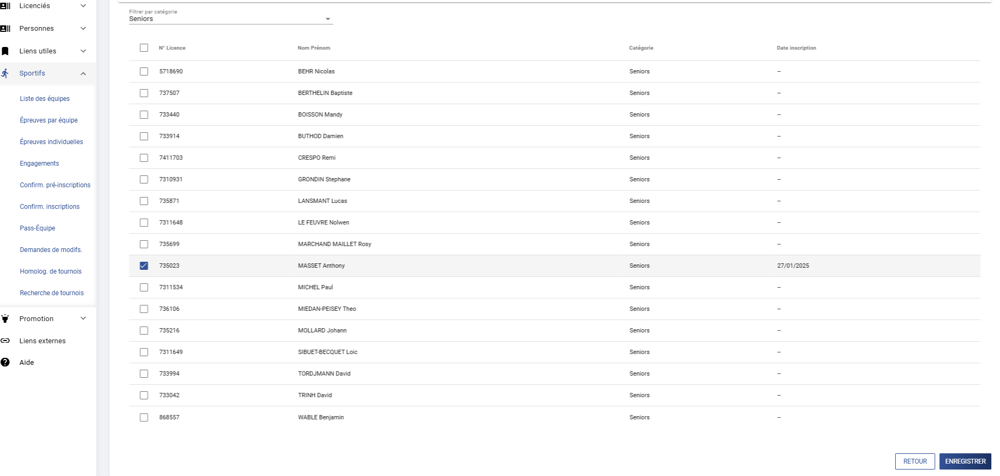 Licenciés
Personnes
Liens utiles
Sportifs
Liste des équipes
Épreuves par équipe
Épreuves individuelles
Engagements
Confirm. pré-inscriptions
Confirm. inscriptions
Pass-Équipe
Demandes de modifs.
Homolog. de tournois
Recherche de tournois
Promotion
Liens externes
Aide
Filtrer par catégorie
Seniors
N° Licence Nom Prénom Catégorie Date inscription
5718690 BEHR Nicolas Seniors --
737507 BERTHELIN Baptiste Seniors --
733440 BOISSON Mandy Seniors --
733914 BUTHOD Damien Seniors --
7411703 CRESPO Remi Seniors --
7310931 GRONDIN Stephane Seniors --
735871 LANSMANT Lucas Seniors --
7311648 LE FEUVRE Nolwen Seniors --
735699 MARCHAND MAILLET Rosy Seniors --
735023 MASSET Anthony Seniors 27/01/2025
7311534 MICHEL Paul Seniors --
736106 MIEDAN-PEISEY Theo Seniors --
735216 MOLLARD Johann Seniors --
7311649 SIBUET-BECQUET Loic Seniors --
733994 TORDJMANN David Seniors --
733042 TRINH David Seniors --
868557 WABLE Benjamin Seniors --
RETOUR ENREGISTRER